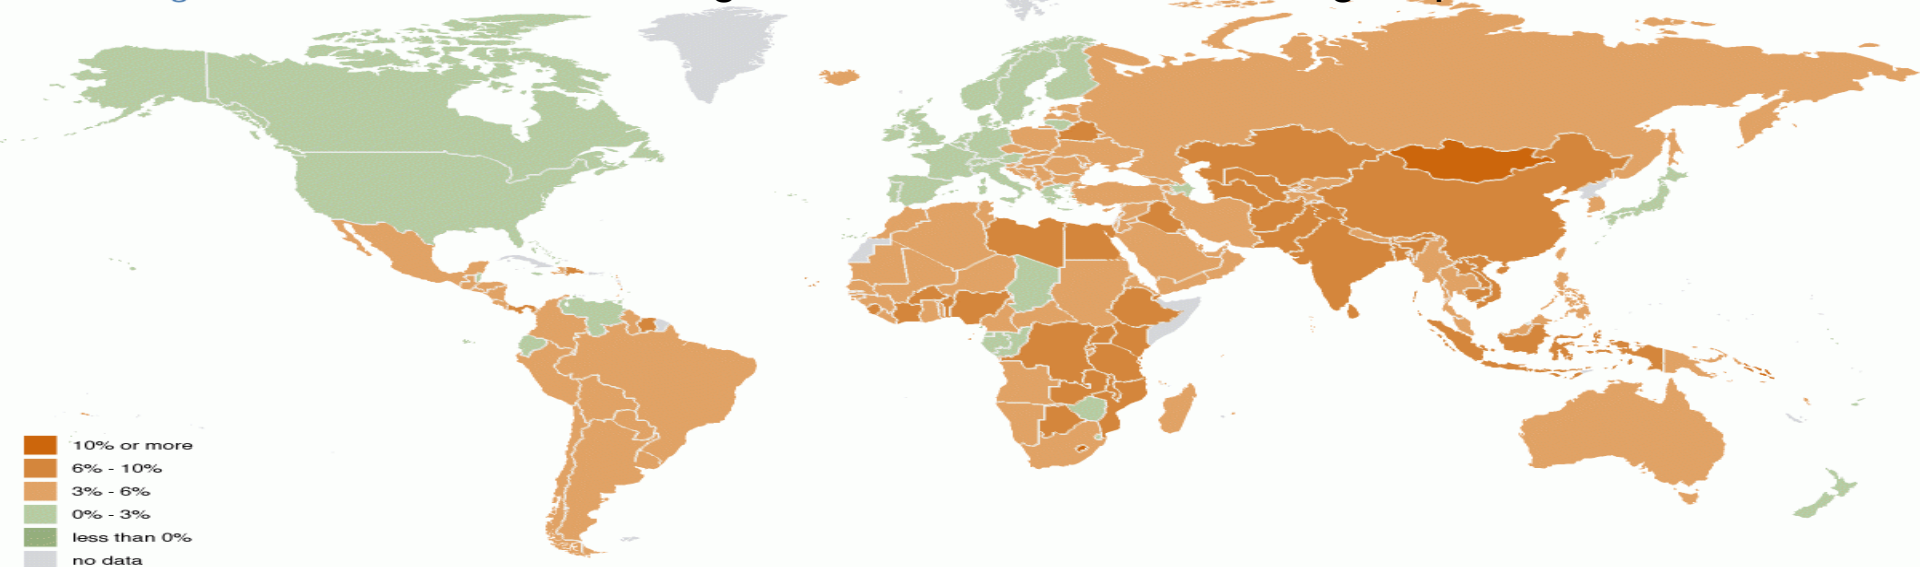 10% or more
6% - 10%
3% - 6%
0% - 3%
less than 0%
no data